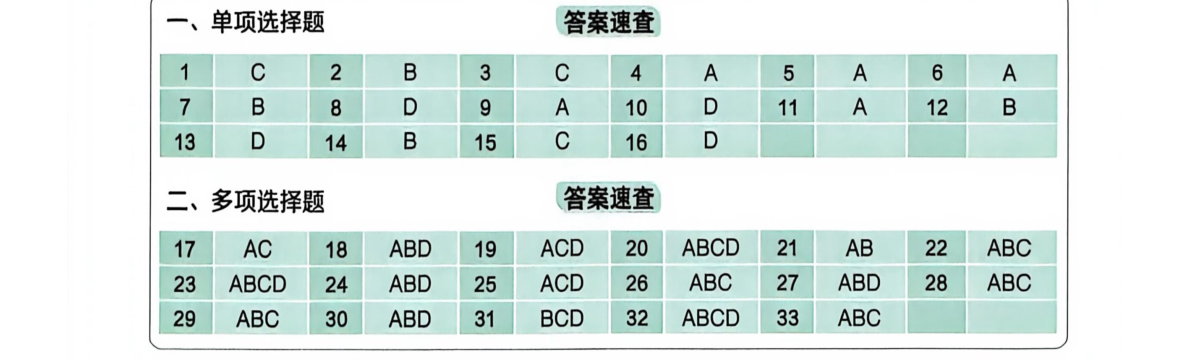 一、单项选择题 答案速查
1 C 2 B 3 C 4 A 5 A 6 A
7 B 8 D 9 A 10 D 11 A 12 B
13 D 14 B 15 C 16 D
二、多项选择题 答案速查
17 AC 18 ABD 19 ACD 20 ABCD 21 AB 22 ABC
23 ABCD 24 ABD 25 ACD 26 ABC 27 ABD 28 ABC
29 ABC 30 ABD 31 BCD 32 ABCD 33 ABC